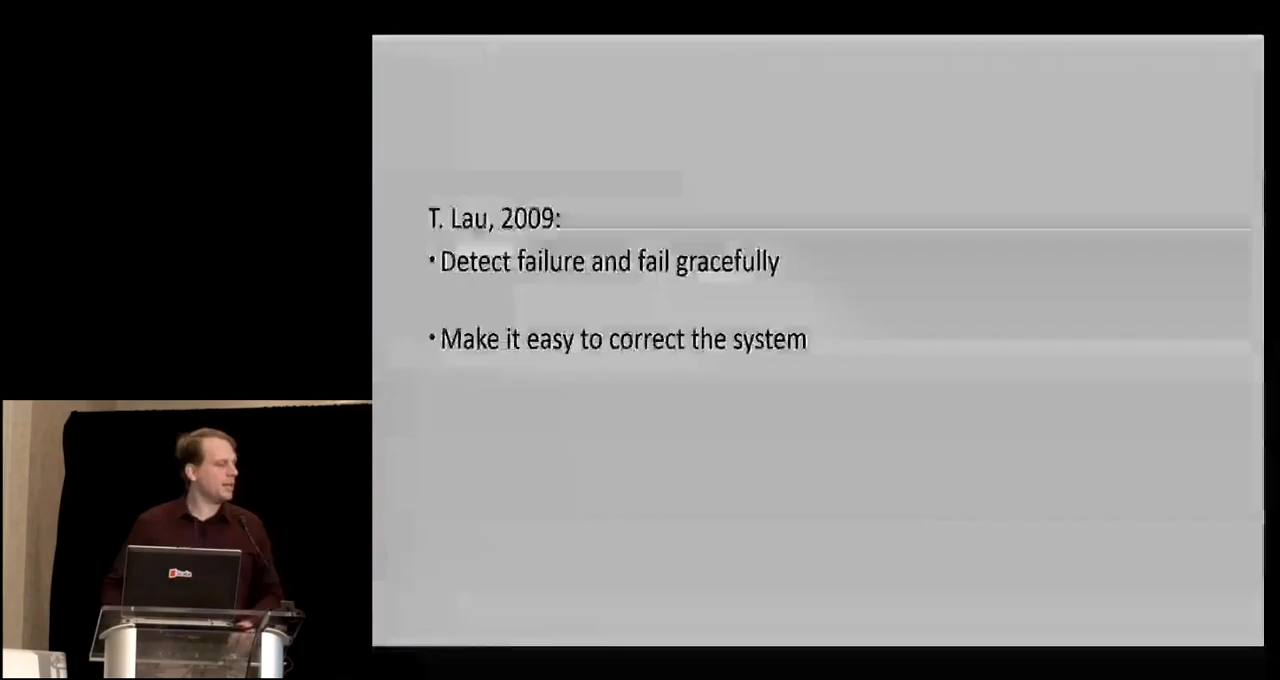 T. Lau, 2009:
• Detect failure and fail gracefully
• Make it easy to correct the system